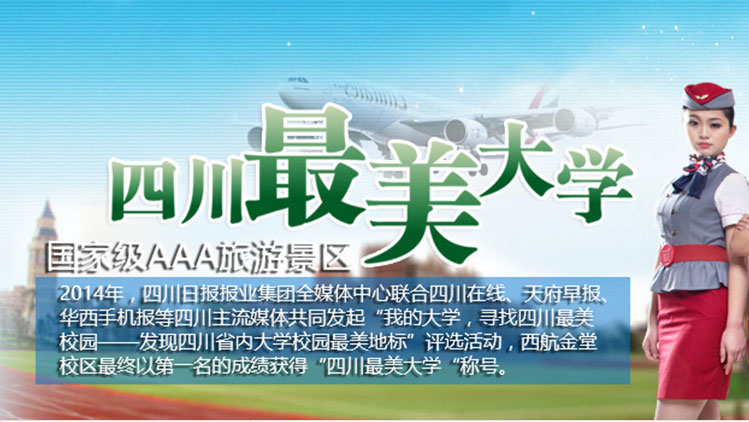 四川最美大学
国家级AAA旅游景区
2014年，四川日报报业集团全媒体中心联合四川在线、天府早报、
华西手机报等四川主流媒体共同发起“我的大学，寻找四川最美
校园——发现四川省内大学校园最美地标”评选活动，西航金堂
校区最终以第一名的成绩获得“四川最美大学“称号。